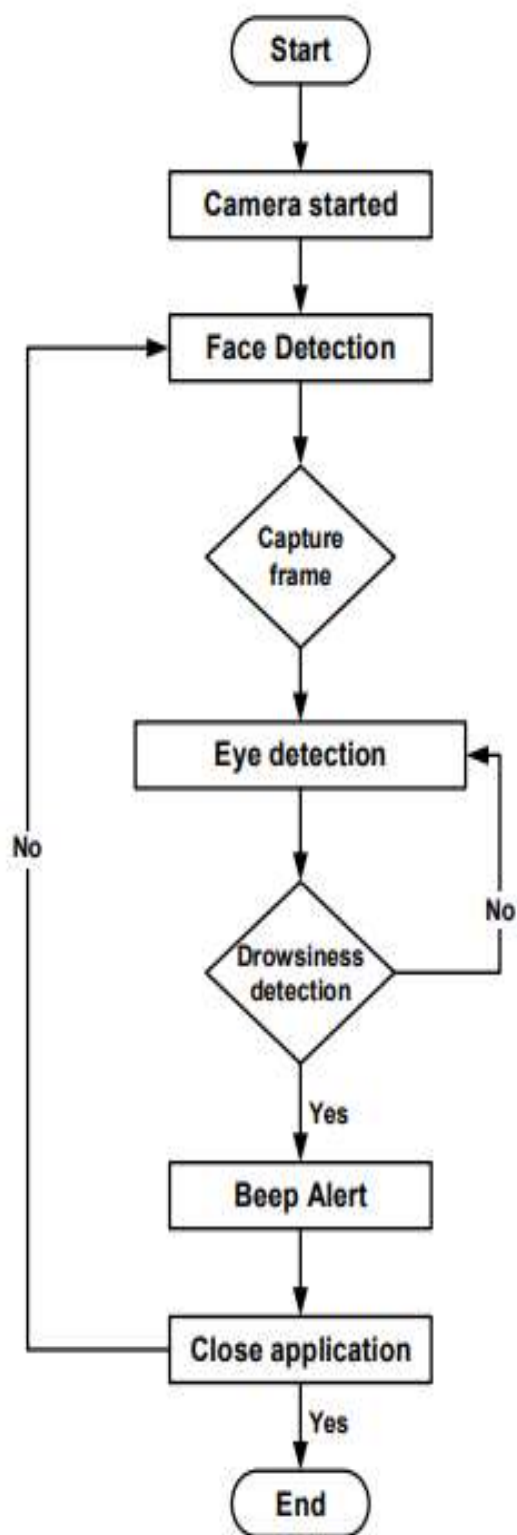 Start
Camera started
Face Detection
Capture
frame
Eye detection
No
No
Drowsiness
detection
Yes
Beep Alert
Close application
Yes
End